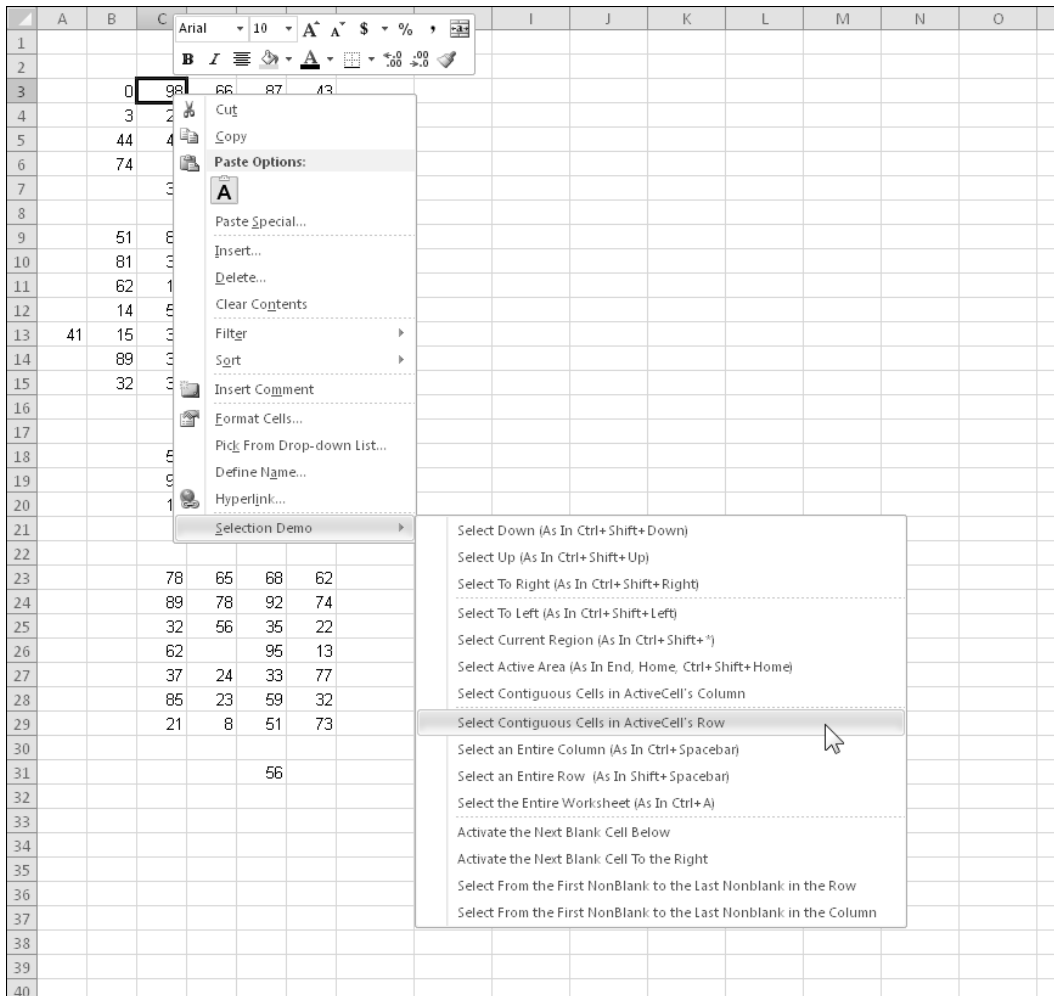 A B C I J K L M N O
Arial 10 A A $ % ,
B I A .00 .00
1
2
3 0 98 66 87 43
4 3
5 44
6 74
7
8
9 51
10 81
11 62
12 14
13 41 15
14 89
15 32
16
17
18
19
20
21
22
23 78 65 68 62
24 89 78 92 74
25 32 56 35 22
26 62 95 13
27 37 24 33 77
28 85 23 59 32
29 21 8 51 73
30
31 56
32
33
34
35
36
37
38
39
40
Cut
Copy
Paste Options:
A
Paste Special...
Insert...
Delete...
Clear Contents
Filter
Sort
Insert Comment
Format Cells...
Pick From Drop-down List...
Define Name...
Hyperlink...
Selection Demo
Select Down (As In Ctrl+Shift+Down)
Select Up (As In Ctrl+Shift+Up)
Select To Right (As In Ctrl+Shift+Right)
Select To Left (As In Ctrl+Shift+Left)
Select Current Region (As In Ctrl+Shift+*)
Select Active Area (As In End, Home, Ctrl+Shift+Home)
Select Contiguous Cells in ActiveCell's Column
Select Contiguous Cells in ActiveCell's Row
Select an Entire Column (As In Ctrl+Spacebar)
Select an Entire Row (As In Shift+Spacebar)
Select the Entire Worksheet (As In Ctrl+A)
Activate the Next Blank Cell Below
Activate the Next Blank Cell To the Right
Select From the First NonBlank to the Last Nonblank in the Row
Select From the First NonBlank to the Last Nonblank in the Column